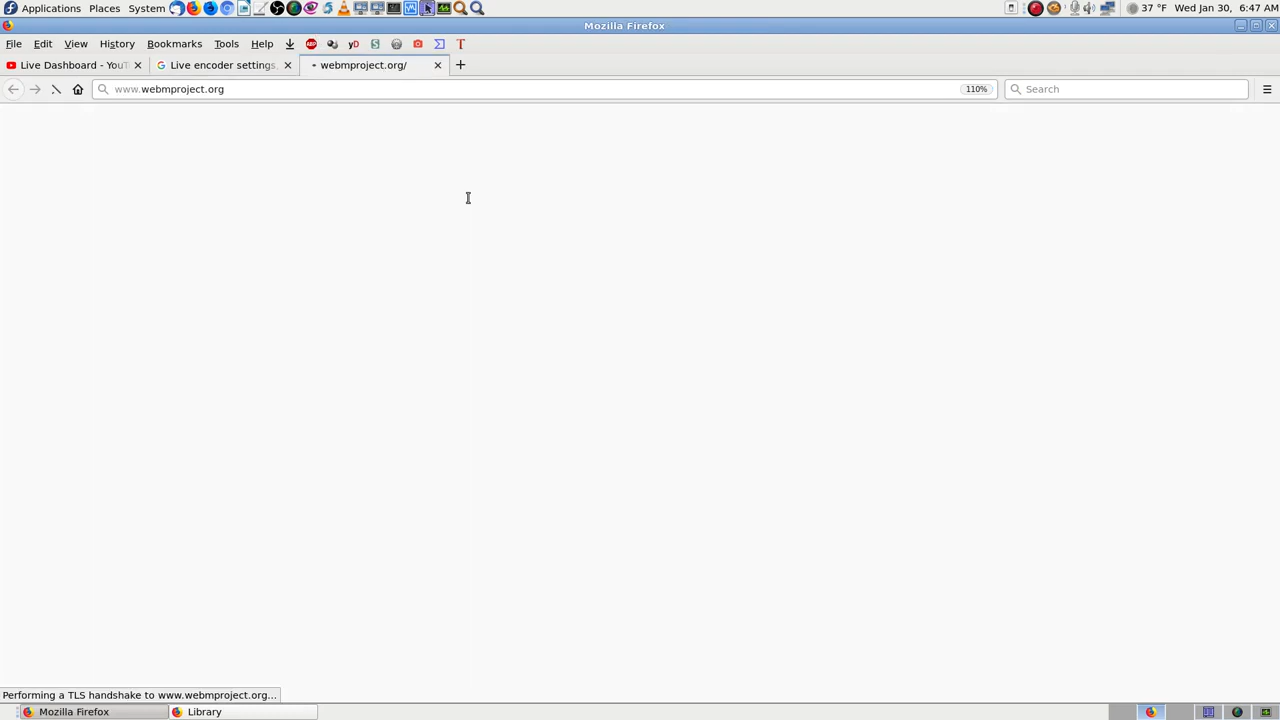 Applications Places System 37 °F Wed Jan 30, 6:47 AM
Mozilla Firefox
File Edit View History Bookmarks Tools Help
Live Dashboard - YouT Live encoder settings, webmproject.org/
www.webmproject.org 110% Search
Performing a TLS handshake to www.webmproject.org...
Mozilla Firefox Library